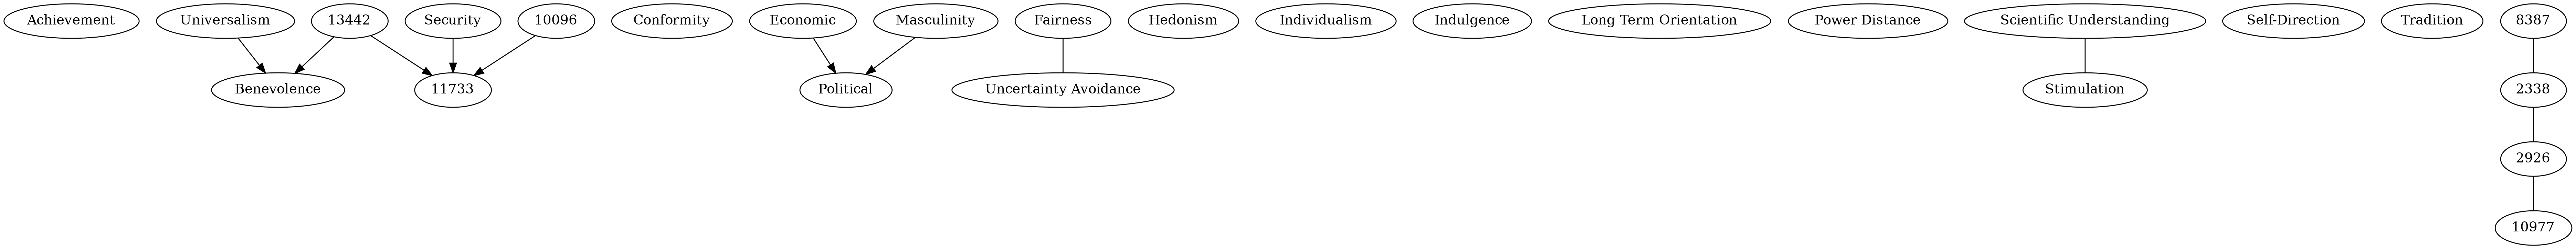 Achievement
Universalism
13442
Security
10096
Conformity
Economic
Masculinity
Fairness
Hedonism
Individualism
Indulgence
Long Term Orientation
Power Distance
Scientific Understanding
Self-Direction
Tradition
8387
Benevolence
11733
Political
Uncertainty Avoidance
Stimulation
2338
2926
10977